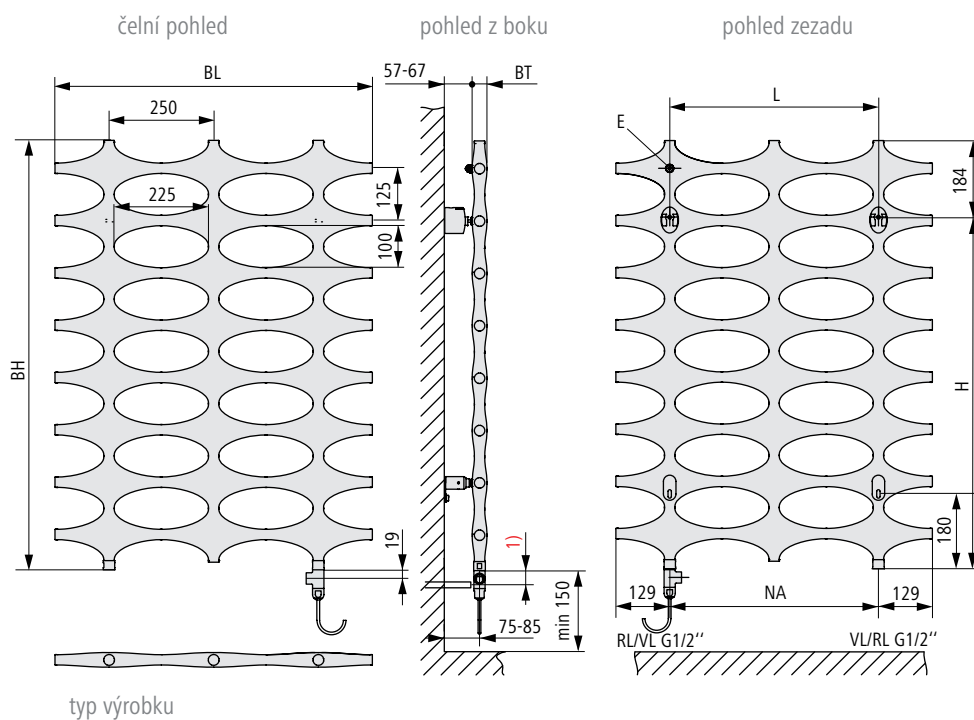 čelní pohled
pohled z boku
pohled zezadu
BL
57-67
BT
L
250
E
184
125
225
100
BH
H
19
1)
180
min 150
129
NA
129
75-85
RL/VL G1/2‘‘
VL/RL G1/2‘‘
typ výrobku